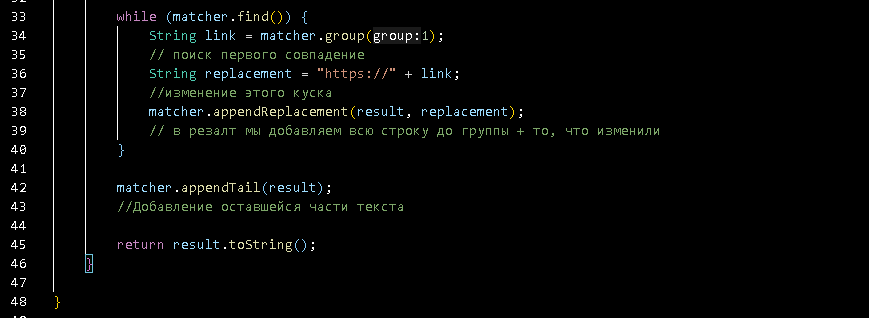 33 while (matcher.find()) {
34 String link = matcher.group(group:1);
35 // поиск первого совпадение
36 String replacement = "https://" + link;
37 //изменение этого куска
38 matcher.appendReplacement(result, replacement);
39 // в резалт мы добавляем всю строку до группы + то, что изменили
40 }
41
42 matcher.appendTail(result);
43 //Добавление оставшейся части текста
44
45 return result.toString();
46 }
47
48 }